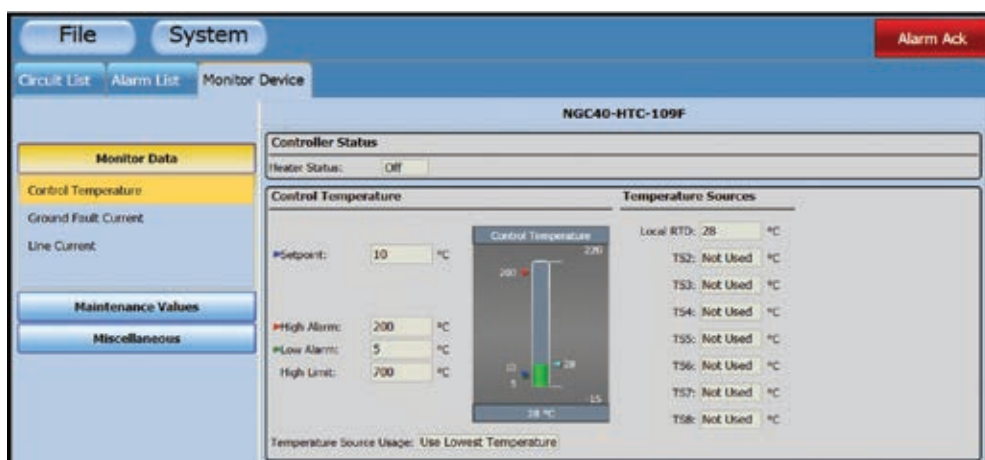 File System Alarm Ack
Circuit List Alarm List Monitor Device
NGC40-HTC-109F
Monitor Data
Control Temperature
Ground Fault Current
Line Current
Maintenance Values
Miscellaneous
Controller Status
Heater Status: Off
Control Temperature
Setpoint: 10 °C
High Alarm: 200 °C
Low Alarm: 5 °C
High Limit: 700 °C
Control Temperature
220
200
10
28
5
-15
28 °C
Temperature Source Usage: Use Lowest Temperature
Temperature Sources
Local RTD: 28 °C
TS2: Not Used °C
TS3: Not Used °C
TS4: Not Used °C
TS5: Not Used °C
TS6: Not Used °C
TS7: Not Used °C
TS8: Not Used °C